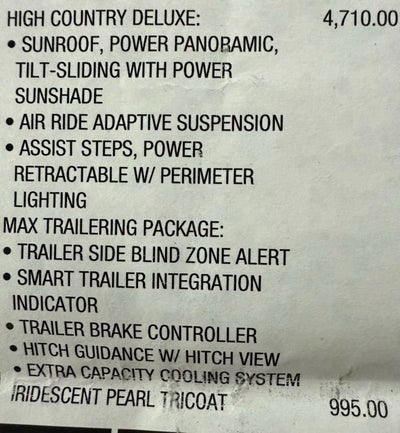 HIGH COUNTRY DELUXE: 4,710.00
• SUNROOF, POWER PANORAMIC,
TILT-SLIDING WITH POWER
SUNSHADE
• AIR RIDE ADAPTIVE SUSPENSION
• ASSIST STEPS, POWER
RETRACTABLE W/ PERIMETER
LIGHTING
MAX TRAILERING PACKAGE:
• TRAILER SIDE BLIND ZONE ALERT
• SMART TRAILER INTEGRATION
INDICATOR
• TRAILER BRAKE CONTROLLER
• HITCH GUIDANCE W/ HITCH VIEW
• EXTRA CAPACITY COOLING SYSTEM
IRIDESCENT PEARL TRICOAT 995.00